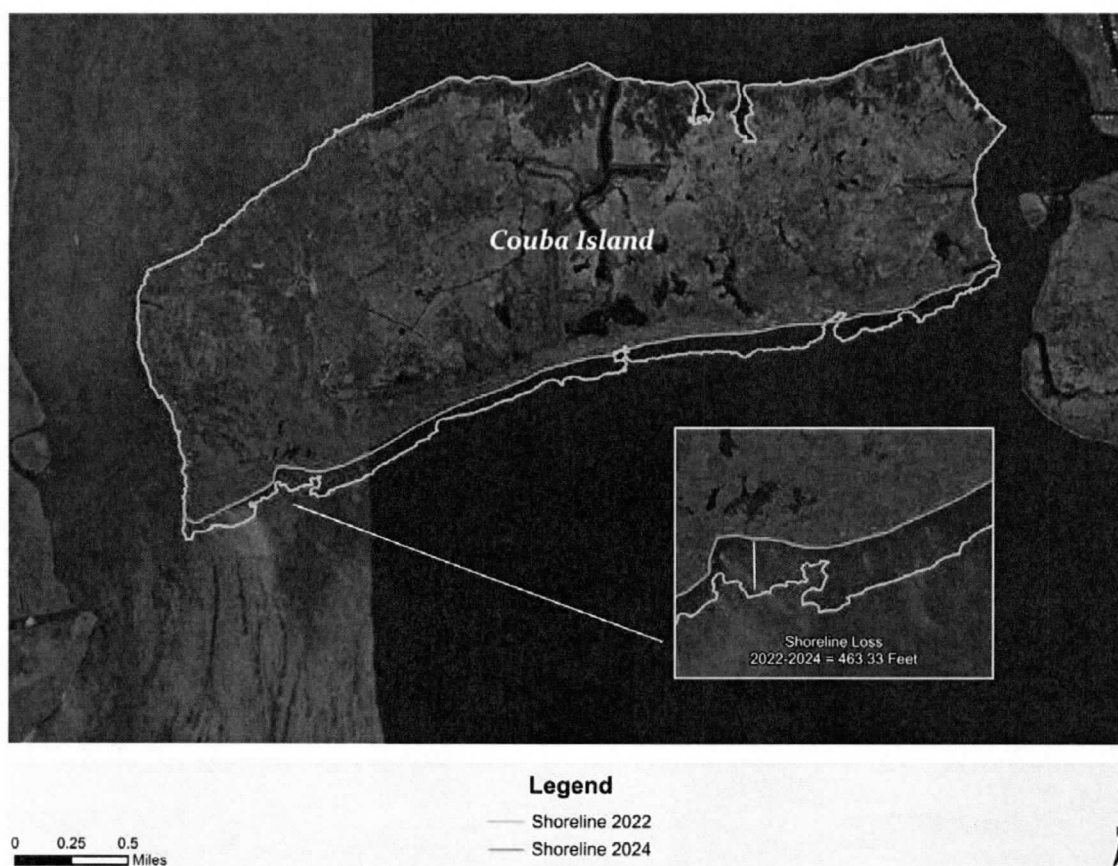 Couba Island
Shoreline Loss
2022-2024 = 463.33 Feet
Legend
Shoreline 2022
Shoreline 2024
0 0.25 0.5
Miles